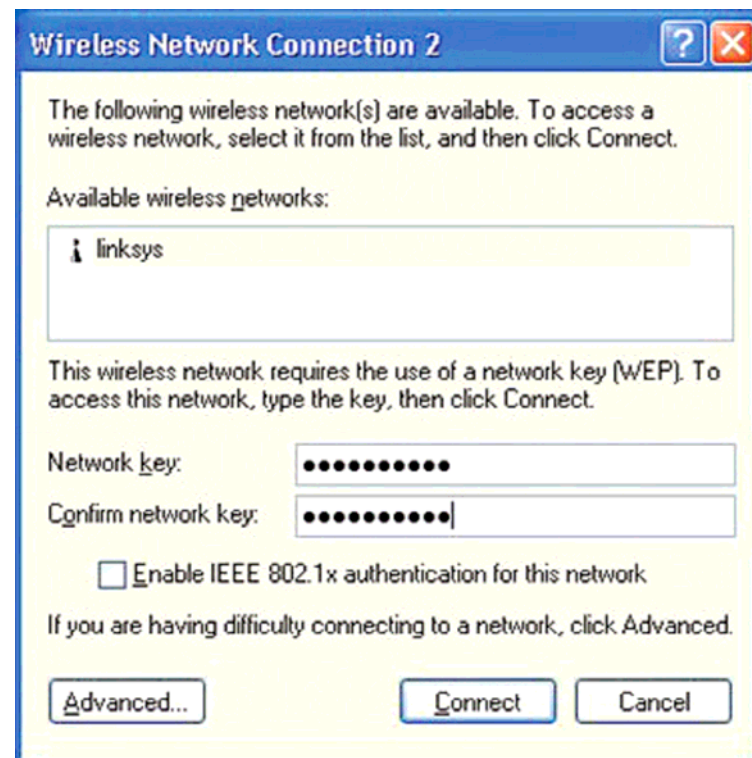 Wireless Network Connection 2
?
X
The following wireless network(s) are available. To access a
wireless network, select it from the list, and then click Connect.
Available wireless networks:
linksys
This wireless network requires the use of a network key (WEP). To
access this network, type the key, then click Connect.
Network key: ●●●●●●●●●●
Confirm network key: ●●●●●●●●●●
Enable IEEE 802.1x authentication for this network
If you are having difficulty connecting to a network, click Advanced.
Advanced... Connect Cancel